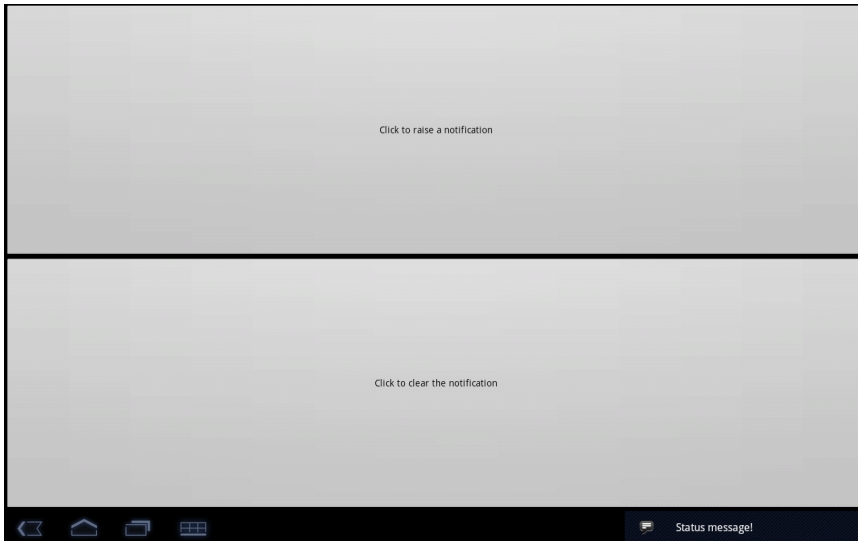 Click to raise a notification
Click to clear the notification
Status message!